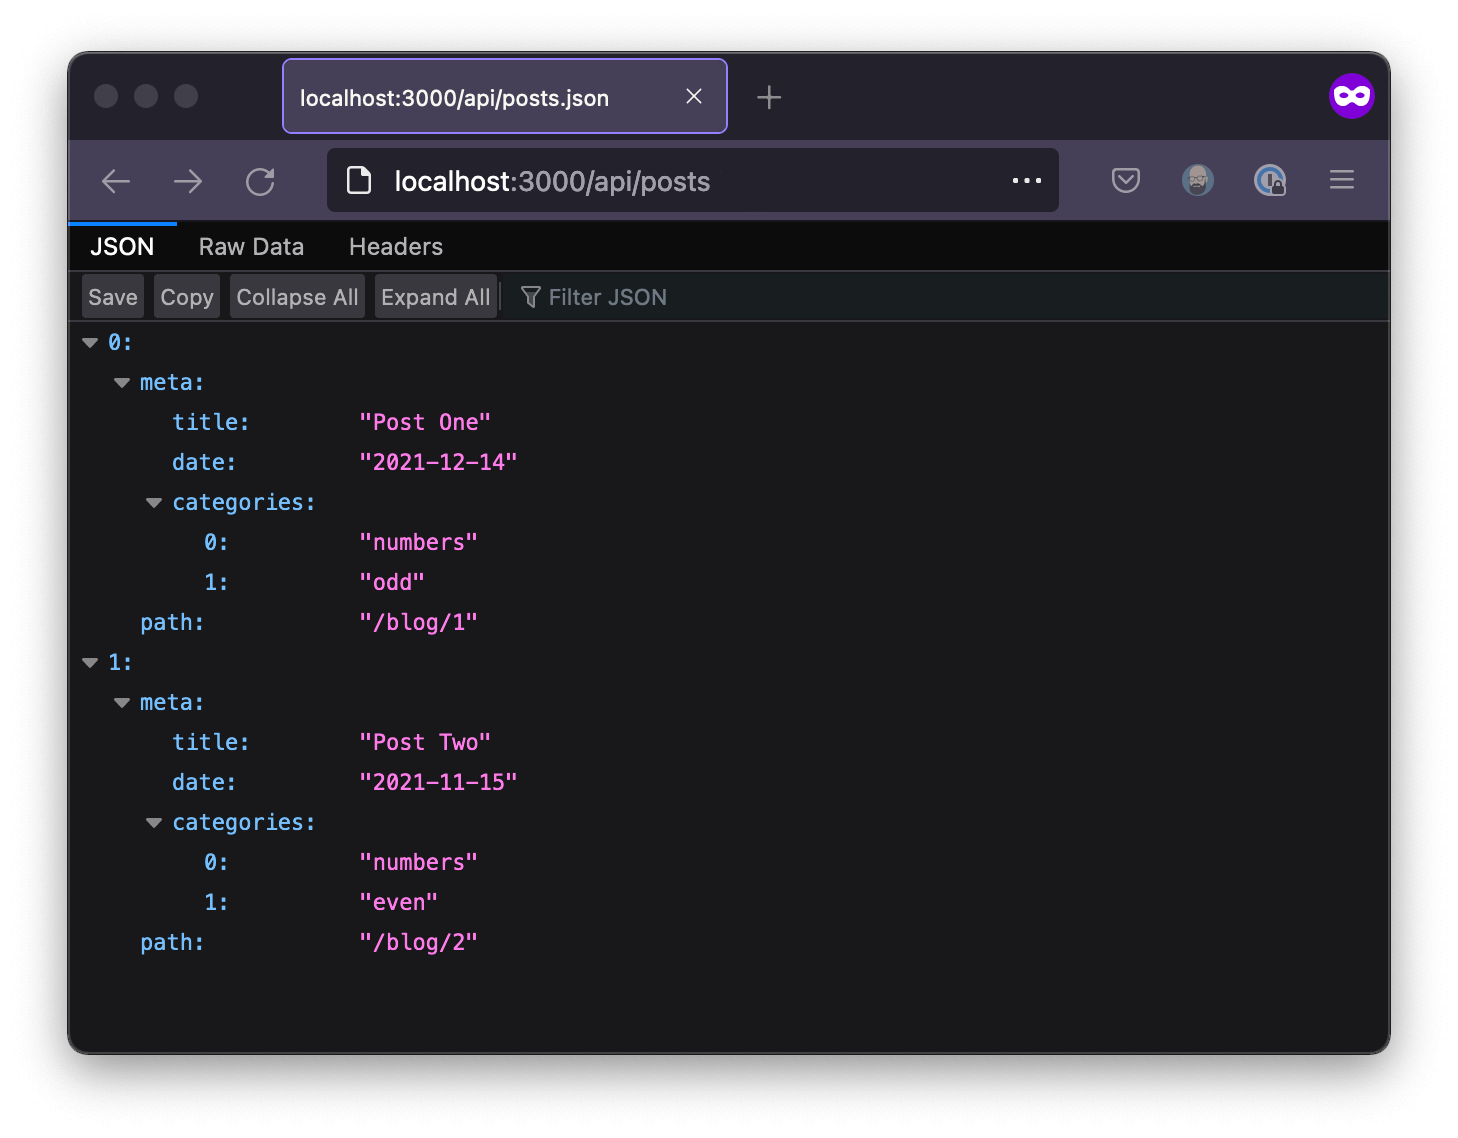 localhost:3000/api/posts.json
localhost:3000/api/posts
JSON Raw Data Headers
Save Copy Collapse All Expand All Filter JSON
0:
meta:
title: "Post One"
date: "2021-12-14"
categories:
0: "numbers"
1: "odd"
path: "/blog/1"
1:
meta:
title: "Post Two"
date: "2021-11-15"
categories:
0: "numbers"
1: "even"
path: "/blog/2"